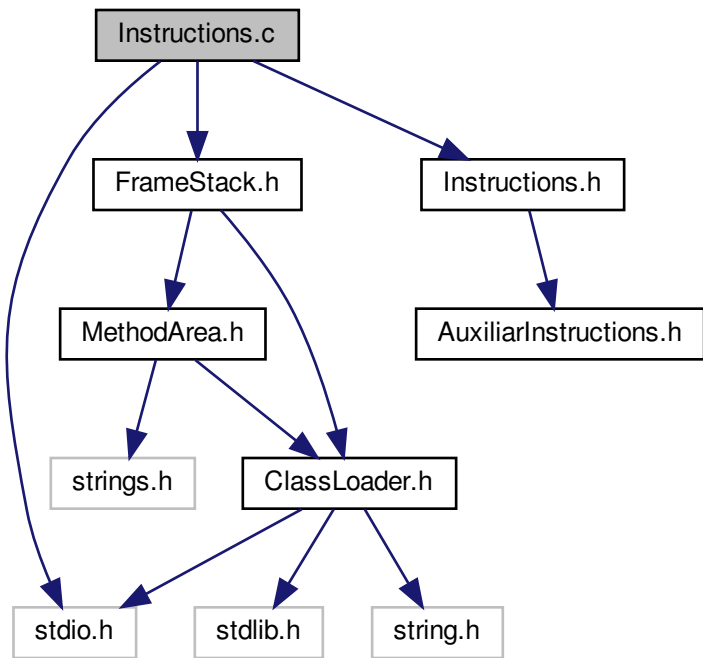 Instructions.c
FrameStack.h
Instructions.h
MethodArea.h
AuxiliarInstructions.h
strings.h
ClassLoader.h
stdio.h
stdlib.h
string.h